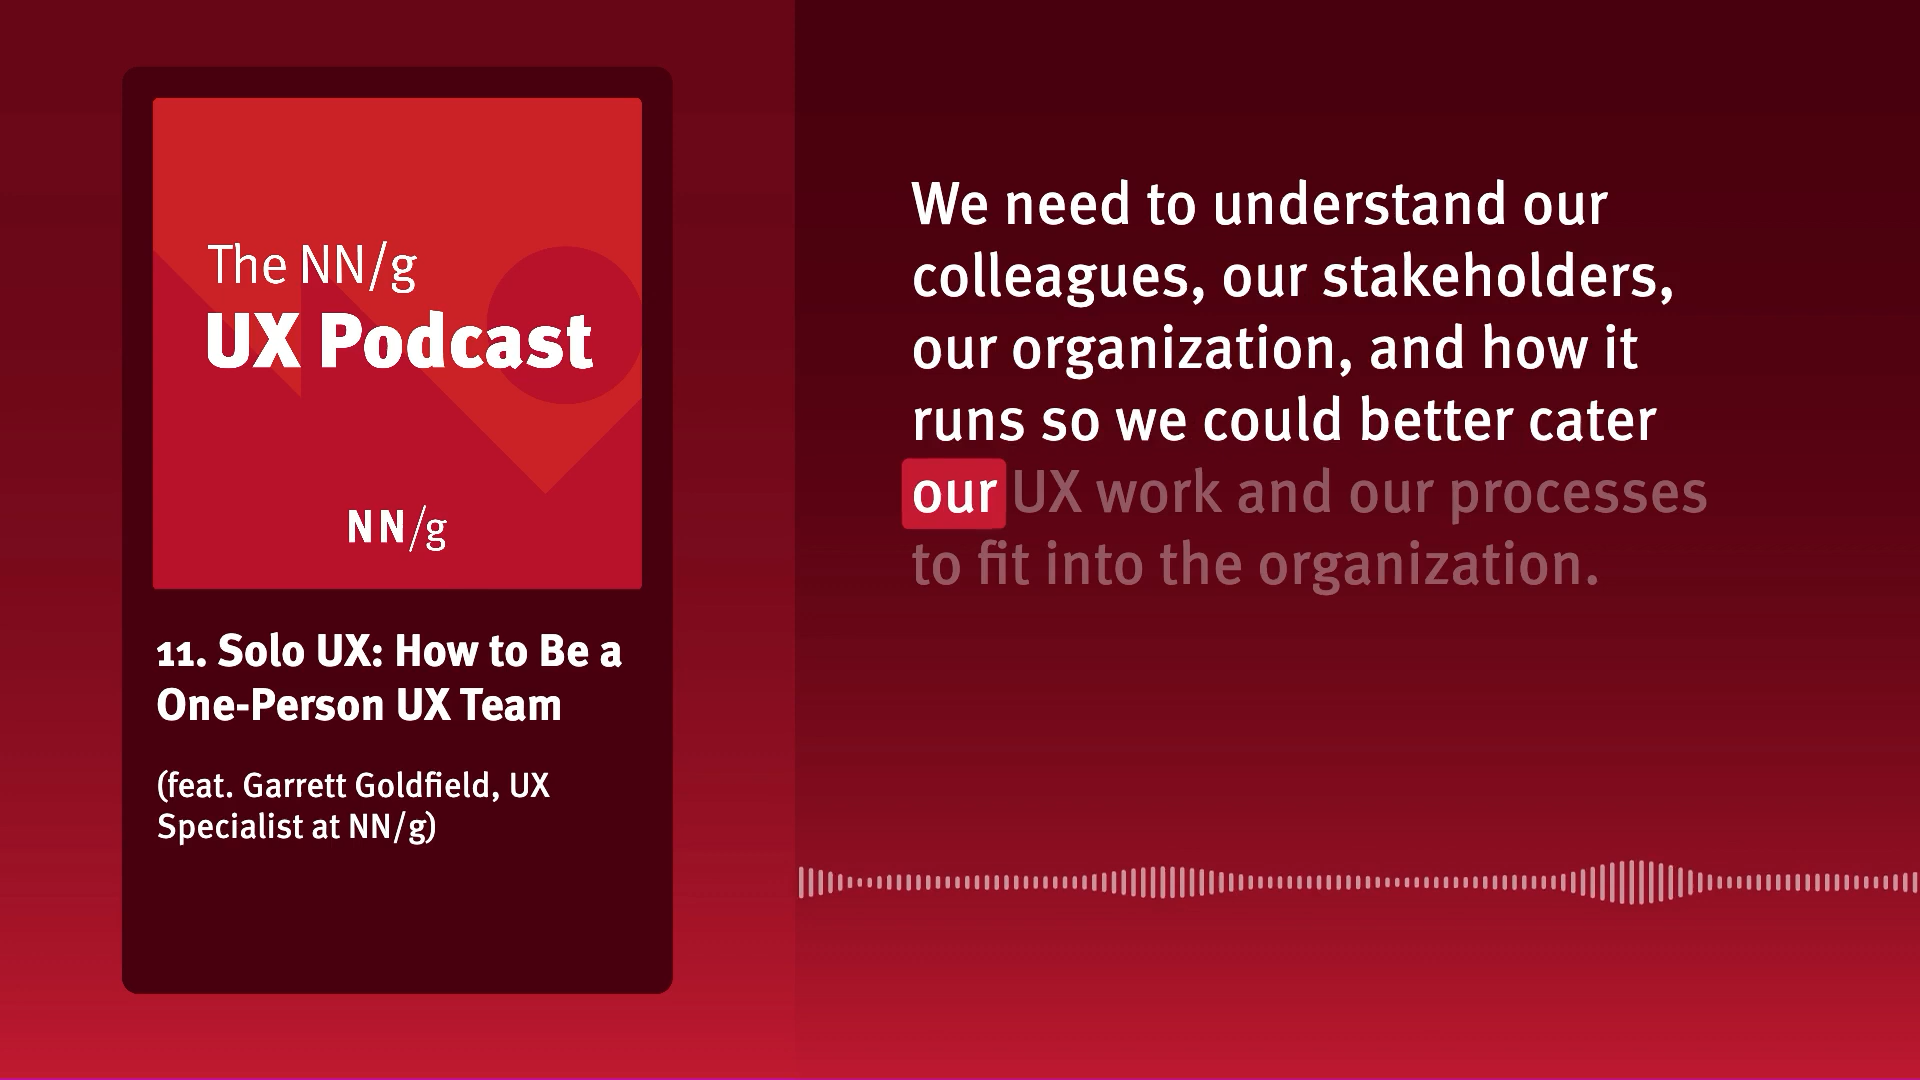 The NN/g
UX Podcast
NN/g
11. Solo UX: How to Be a
One-Person UX Team
(feat. Garrett Goldfield, UX
Specialist at NN/g)
We need to understand our
colleagues, our stakeholders,
our organization, and how it
runs so we could better cater
our UX work and our processes
to fit into the organization.